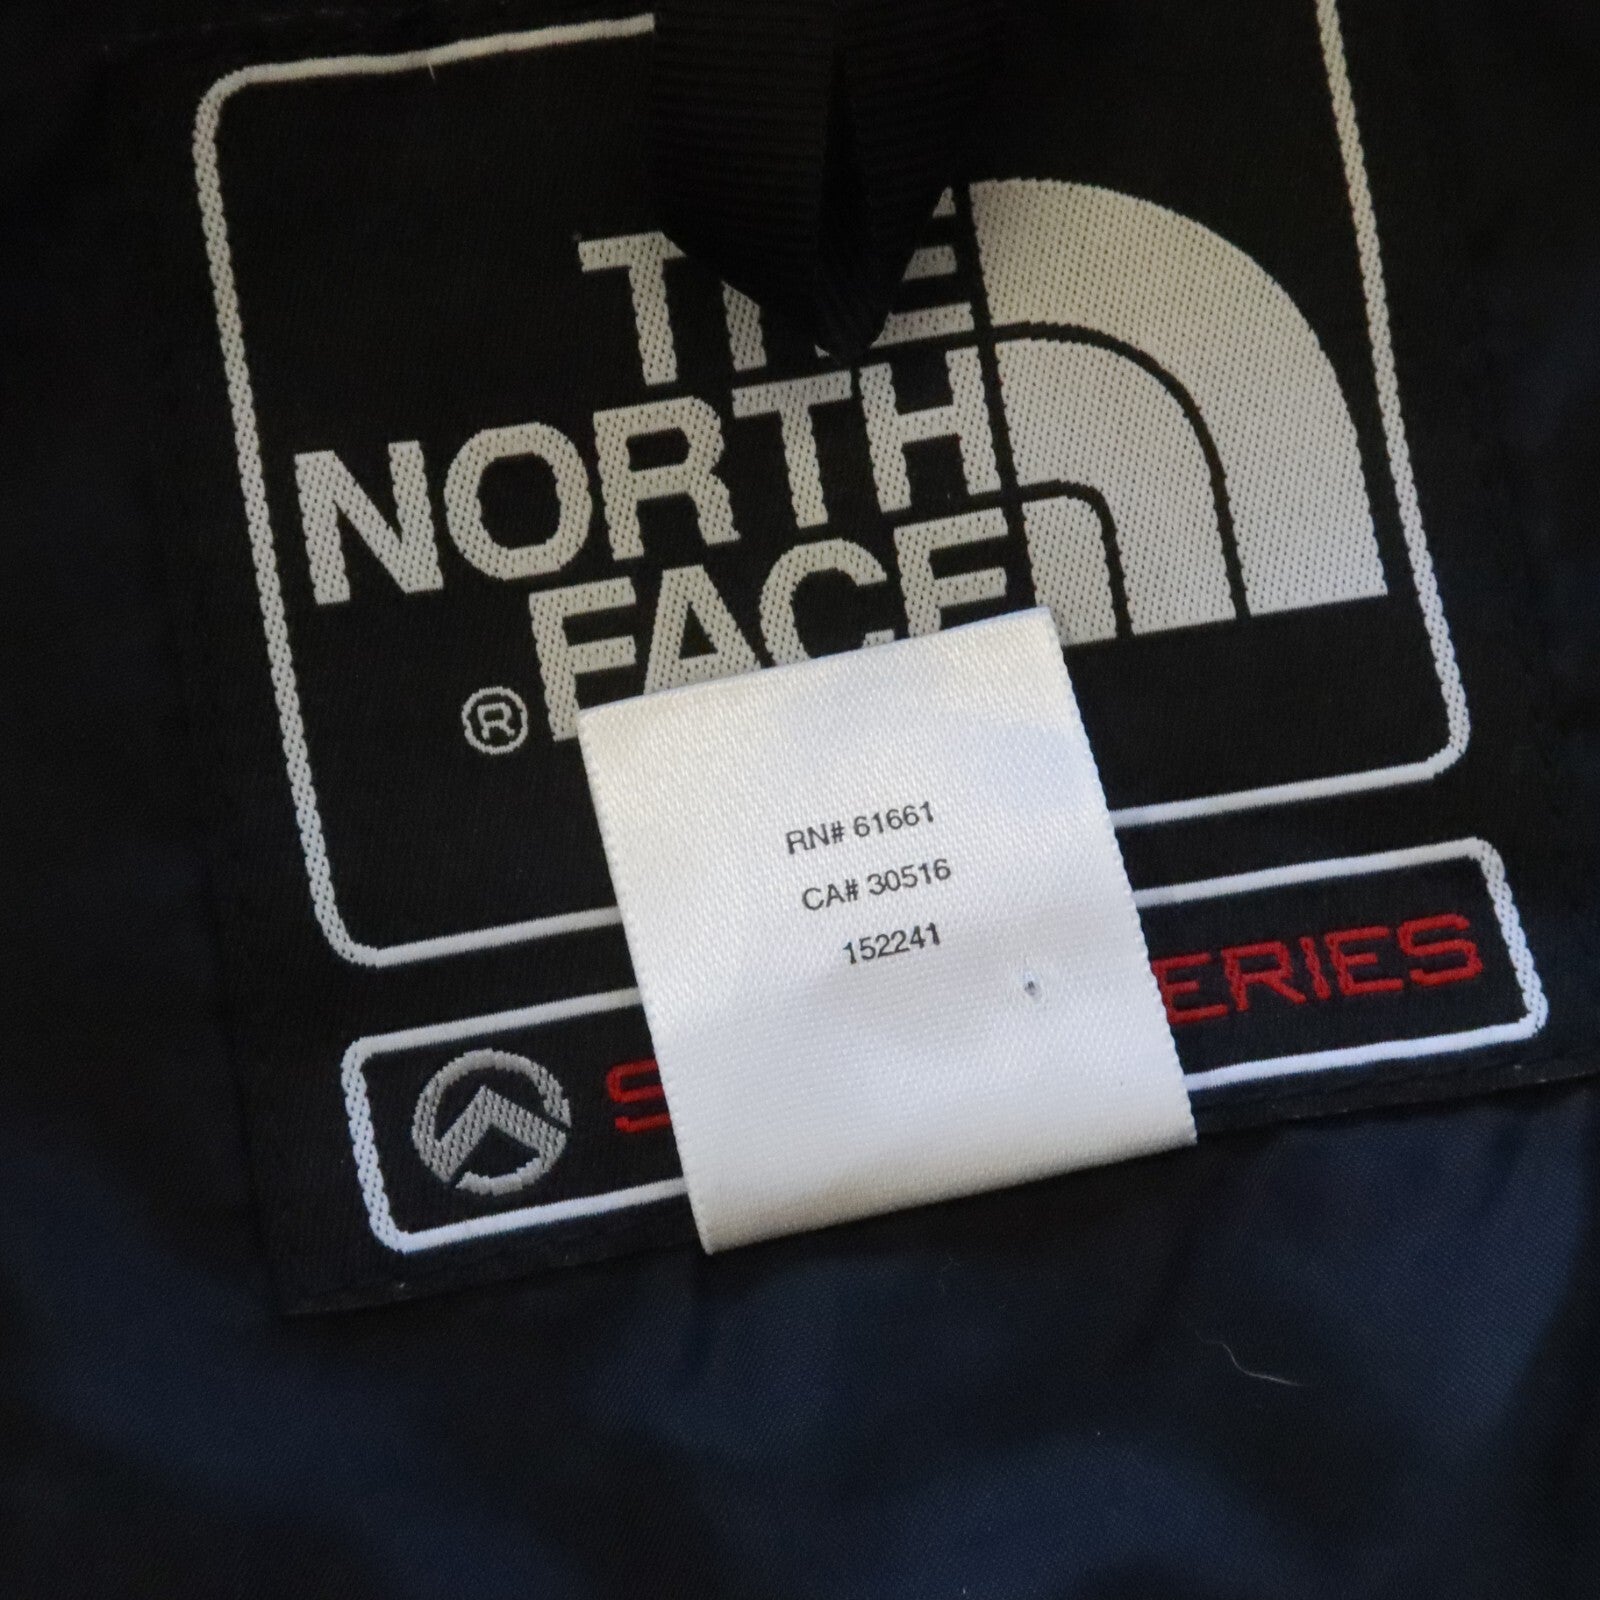 THE
NORTH
FACE
®
RN# 61661
CA# 30516
152241
S ERIES